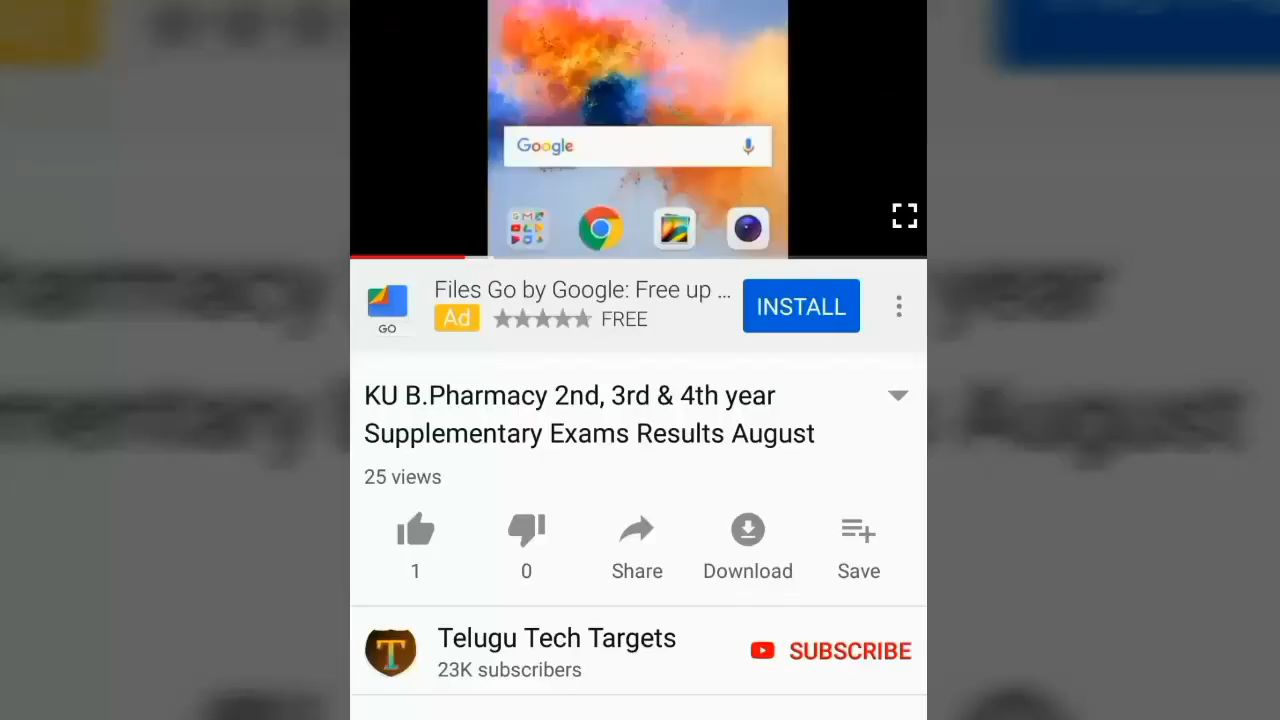 Google
Files Go by Google: Free up ...
Ad FREE
INSTALL
GO
KU B.Pharmacy 2nd, 3rd & 4th year
Supplementary Exams Results August
25 views
1
0
Share
Download
Save
T
Telugu Tech Targets
23K subscribers
SUBSCRIBE